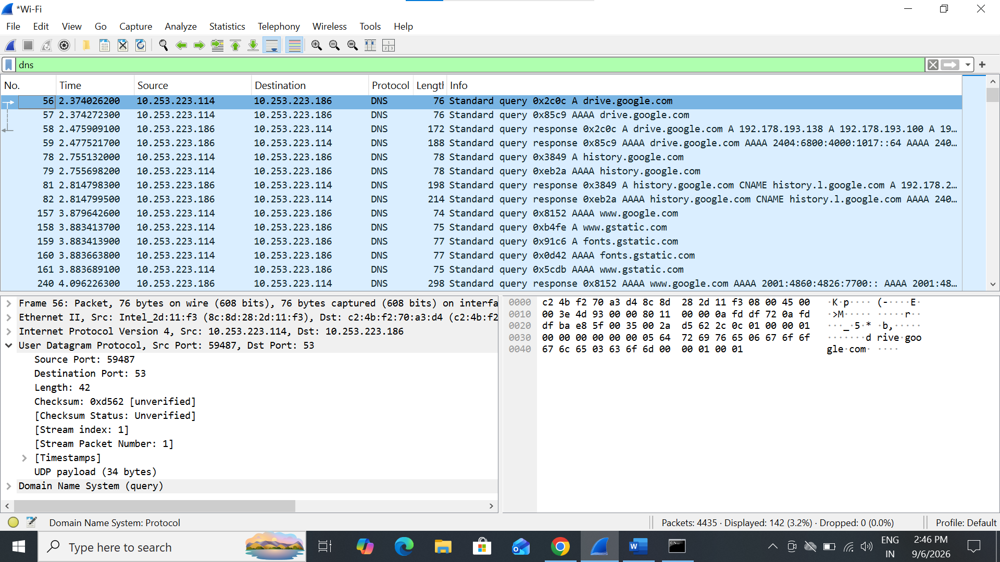 *Wi-Fi
File Edit View Go Capture Analyze Statistics Telephony Wireless Tools Help
dns
No. Time Source Destination Protocol Length Info
56 2.374026200 10.253.223.114 10.253.223.186 DNS 76 Standard query 0x2c0c A drive.google.com
57 2.374272300 10.253.223.114 10.253.223.186 DNS 76 Standard query 0x85c9 AAAA drive.google.com
58 2.475909100 10.253.223.186 10.253.223.114 DNS 172 Standard query response 0x2c0c A drive.google.com A 192.178.193.138 A 192.178.193.100 A 19…
59 2.477521700 10.253.223.186 10.253.223.114 DNS 188 Standard query response 0x85c9 AAAA drive.google.com AAAA 2404:6800:4000:1017::64 AAAA 240…
78 2.755132000 10.253.223.114 10.253.223.186 DNS 78 Standard query 0x3849 A history.google.com
79 2.755698200 10.253.223.114 10.253.223.186 DNS 78 Standard query 0xeb2a AAAA history.google.com
81 2.814798300 10.253.223.186 10.253.223.114 DNS 198 Standard query response 0x3849 A history.google.com CNAME history.l.google.com A 192.178.2…
82 2.814799500 10.253.223.186 10.253.223.114 DNS 214 Standard query response 0xeb2a AAAA history.google.com CNAME history.l.google.com AAAA 240…
157 3.879642600 10.253.223.114 10.253.223.186 DNS 74 Standard query 0x8152 AAAA www.google.com
158 3.883413700 10.253.223.114 10.253.223.186 DNS 75 Standard query 0xb4fe A www.gstatic.com
159 3.883413900 10.253.223.114 10.253.223.186 DNS 77 Standard query 0x91c6 A fonts.gstatic.com
160 3.883663800 10.253.223.114 10.253.223.186 DNS 77 Standard query 0x0d42 AAAA fonts.gstatic.com
161 3.883689100 10.253.223.114 10.253.223.186 DNS 75 Standard query 0x5cdb AAAA www.gstatic.com
240 4.096226300 10.253.223.186 10.253.223.114 DNS 298 Standard query response 0x8152 AAAA www.google.com AAAA 2001:4860:4826:7700:: AAAA 2001:48…
Frame 56: Packet, 76 bytes on wire (608 bits), 76 bytes captured (608 bits) on interfa
Ethernet II, Src: Intel_2d:11:f3 (8c:8d:28:2d:11:f3), Dst: c2:4b:f2:70:a3:d4 (c2:4b:f2
Internet Protocol Version 4, Src: 10.253.223.114, Dst: 10.253.223.186
User Datagram Protocol, Src Port: 59487, Dst Port: 53
Source Port: 59487
Destination Port: 53
Length: 42
Checksum: 0xd562 [unverified]
[Checksum Status: Unverified]
[Stream index: 1]
[Stream Packet Number: 1]
[Timestamps]
UDP payload (34 bytes)
Domain Name System (query)
0000 c2 4b f2 70 a3 d4 8c 8d 28 2d 11 f3 08 00 45 00 ·K·p···· (-····E·
0010 00 3e 4d 93 00 00 80 11 00 00 0a fd df 72 0a fd ·>M····· ·····r··
0020 df ba e8 5f 00 35 00 2a d5 62 2c 0c 01 00 00 01 ···_·5·* ·b,·····
0030 00 00 00 00 00 00 05 64 72 69 76 65 06 67 6f 6f ·······d rive·goo
0040 67 6c 65 03 63 6f 6d 00 00 01 00 01 gle·com· ····
Domain Name System: Protocol
Packets: 4435 · Displayed: 142 (3.2%) · Dropped: 0 (0.0%)
Profile: Default
Type here to search
ENG
IN
2:46 PM
9/6/2026